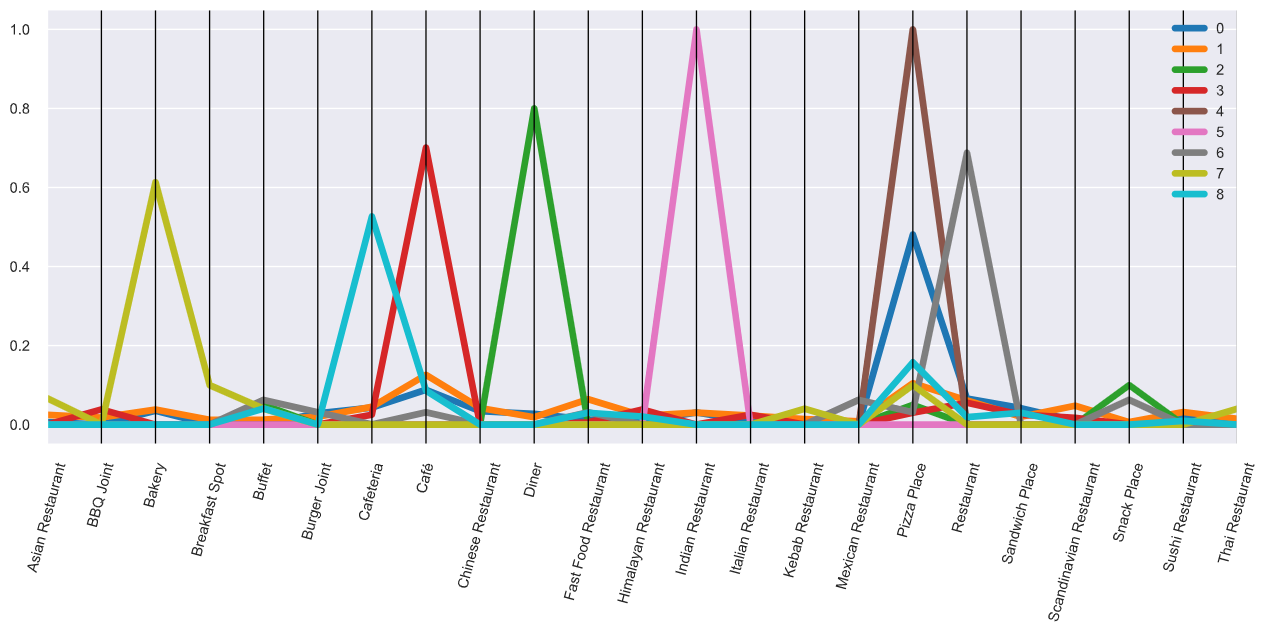 1.0
0.8
0.6
0.4
0.2
0.0
0
1
2
3
4
5
6
7
8
Asian Restaurant
BBQ Joint
Bakery
Breakfast Spot
Buffet
Burger Joint
Cafeteria
Café
Chinese Restaurant
Diner
Fast Food Restaurant
Himalayan Restaurant
Indian Restaurant
Italian Restaurant
Kebab Restaurant
Mexican Restaurant
Pizza Place
Restaurant
Sandwich Place
Scandinavian Restaurant
Snack Place
Sushi Restaurant
Thai Restaurant